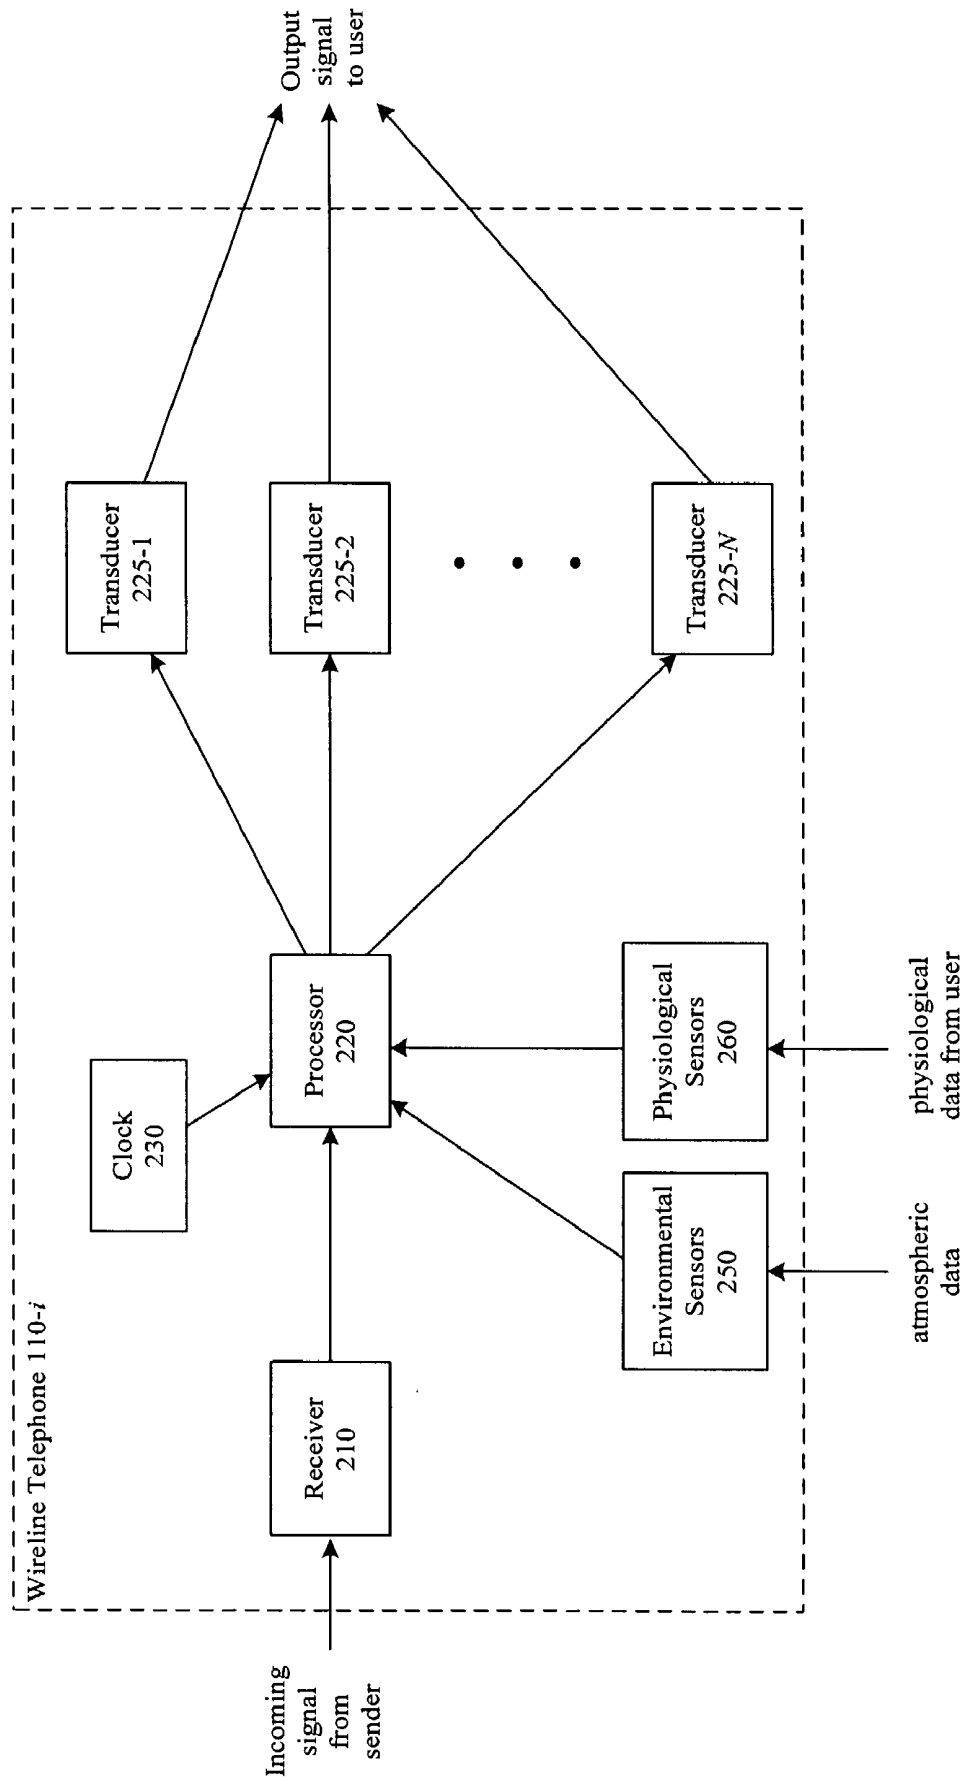 Wireline Telephone 110-i
Incoming
signal
from
sender
Receiver
210
Clock
230
Processor
220
Environmental
Sensors
250
Physiological
Sensors
260
atmospheric
data
physiological
data from user
Transducer
225-1
Transducer
225-2
Transducer
225-N
Output
signal
to user